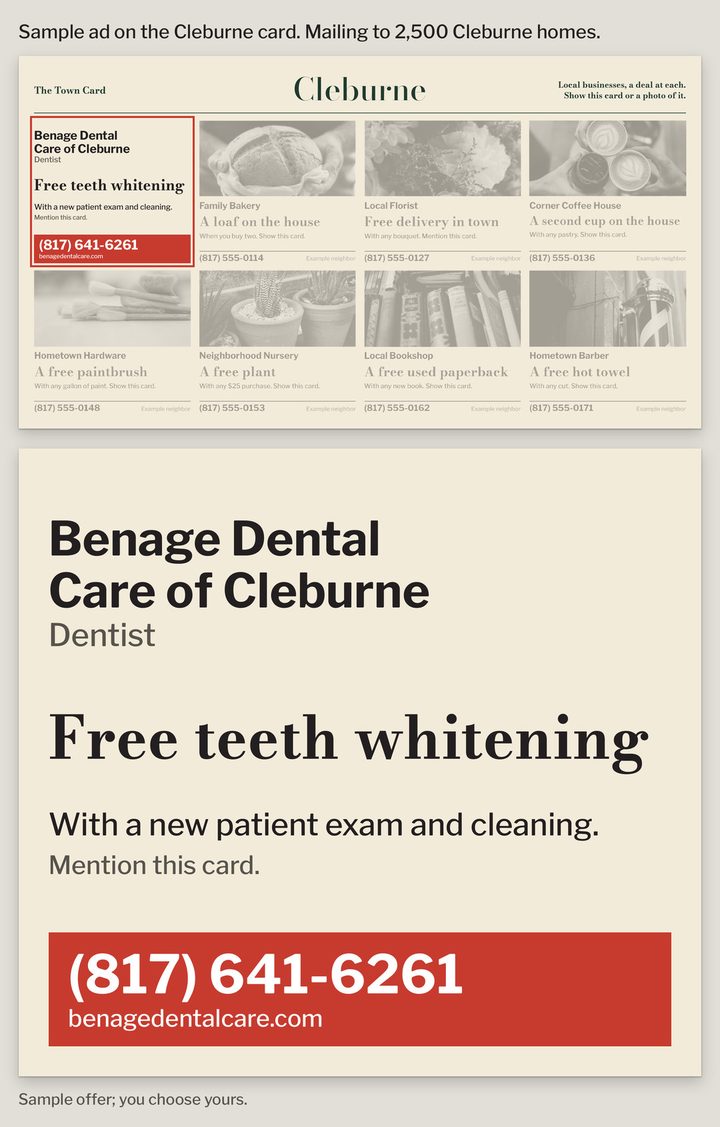 Sample ad on the Cleburne card. Mailing to 2,500 Cleburne homes.
The Town Card
Cleburne
Local businesses, a deal at each.
Show this card or a photo of it.
Benage Dental
Care of Cleburne
Dentist
Free teeth whitening
With a new patient exam and cleaning.
Mention this card.
(817) 641-6261
benagedentalcare.com
Family Bakery
A loaf on the house
When you buy two. Show this card.
(817) 555-0114
Example neighbor
Local Florist
Free delivery in town
With any bouquet. Mention this card.
(817) 555-0127
Example neighbor
Corner Coffee House
A second cup on the house
With any pastry. Show this card.
(817) 555-0136
Example neighbor
Hometown Hardware
A free paintbrush
With any gallon of paint. Show this card.
(817) 555-0148
Example neighbor
Neighborhood Nursery
A free plant
With any $25 purchase. Show this card.
(817) 555-0153
Example neighbor
Local Bookshop
A free used paperback
With any new book. Show this card.
(817) 555-0162
Example neighbor
Hometown Barber
A free hot towel
With any cut. Show this card.
(817) 555-0171
Example neighbor
Benage Dental
Care of Cleburne
Dentist
Free teeth whitening
With a new patient exam and cleaning.
Mention this card.
(817) 641-6261
benagedentalcare.com
Sample offer; you choose yours.